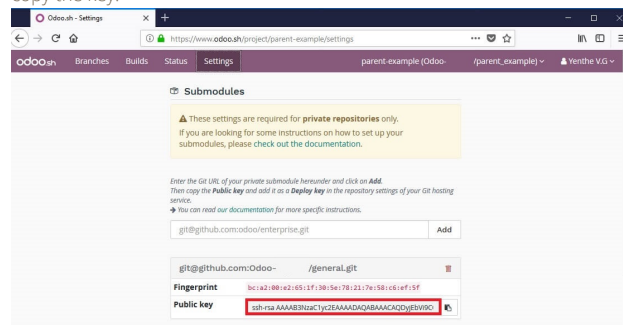 copy the key.
Odoo.sh - Settings
https://www.odoo.sh/project/parent-example/settings
odoo.sh Branches Builds Status Settings parent-example (Odoo- /parent_example) Yenthe V.G
Submodules
These settings are required for private repositories only.
If you are looking for some instructions on how to set up your
submodules, please check out the documentation.
Enter the Git URL of your private submodule hereunder and click on Add.
Then copy the Public key and add it as a Deploy key in the repository settings of your Git hosting
service.
→ You can read our documentation for more specific instructions.
git@github.com:odoo/enterprise.git Add
git@github.com:Odoo- /general.git
Fingerprint bc:a2:00:e2:65:1f:30:5e:78:21:7e:58:c6:ef:5f
Public key ssh-rsa AAAAB3NzaC1yc2EAAAADAQABAAACAQDyjEbVi9C